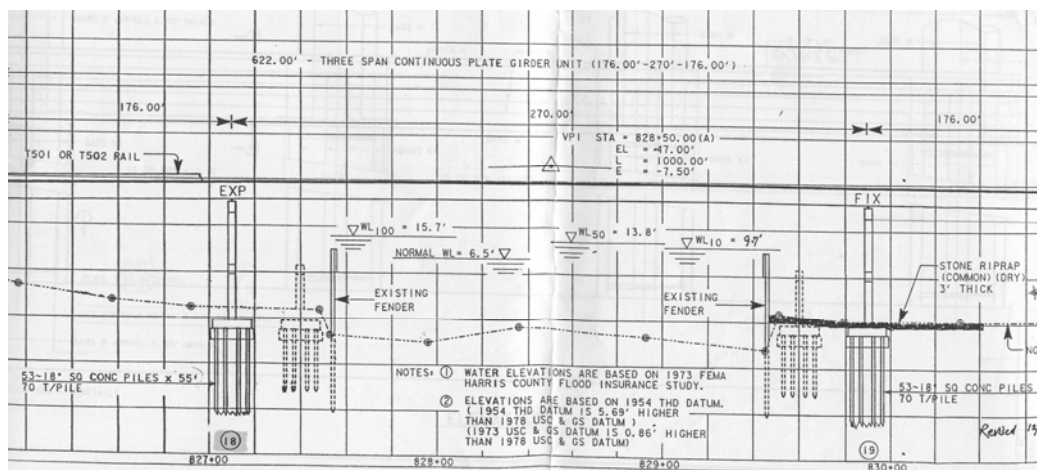 622.00' - THREE SPAN CONTINUOUS PLATE GIRDER UNIT (176.00'-270'-176.00')
176.00'
270.00'
176.00'
VPI STA = 828+50.00(A)
EL = 47.00'
L = 1000.00'
E = -7.50'
T501 OR T502 RAIL
EXP
FIX
WL100 = 15.7'
NORMAL WL= 6.5'
WL50 = 13.8'
WL10 = 9.7'
EXISTING
FENDER
EXISTING
FENDER
STONE RIPRAP
(COMMON) (DRY)
3' THICK
53-18" SQ CONC PILES x 55'
70 T/PILE
NOTES: ① WATER ELEVATIONS ARE BASED ON 1973 FEMA
HARRIS COUNTY FLOOD INSURANCE STUDY.
② ELEVATIONS ARE BASED ON 1954 THD DATUM.
( 1954 THD DATUM IS 5.69' HIGHER
THAN 1978 USC & GS DATUM )
(1973 USC & GS DATUM IS 0.86' HIGHER
THAN 1978 USC & GS DATUM)
53-18" SQ CONC PILES
70 T/PILE
Revised
18
19
827+00
828+00
829+00
830+00